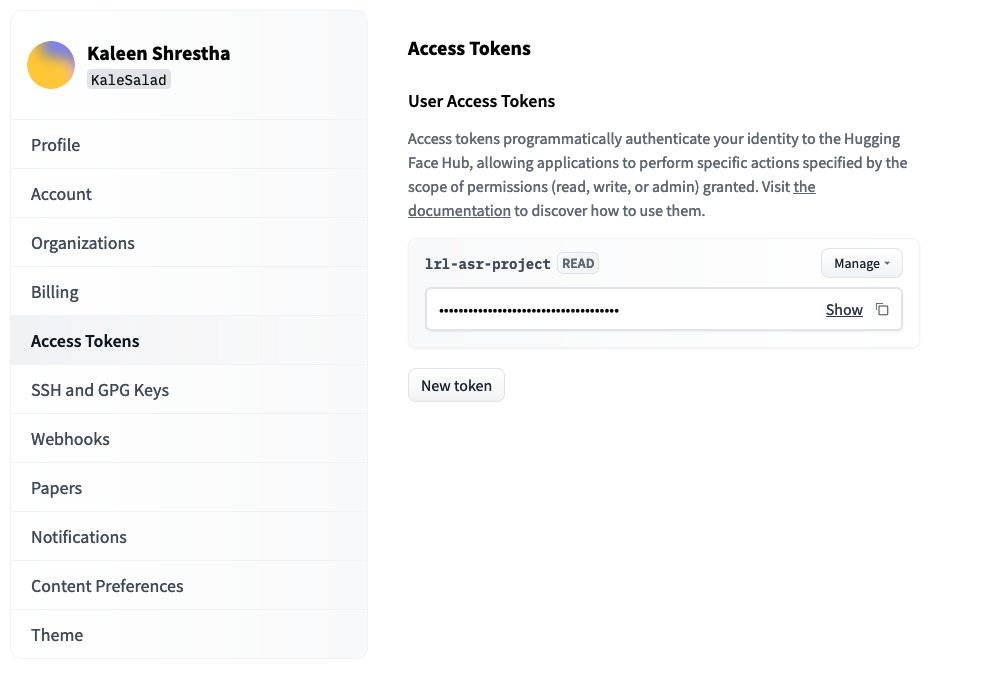 Kaleen Shrestha
KaleSalad
Profile
Account
Organizations
Billing
Access Tokens
SSH and GPG Keys
Webhooks
Papers
Notifications
Content Preferences
Theme
Access Tokens
User Access Tokens
Access tokens programmatically authenticate your identity to the Hugging
Face Hub, allowing applications to perform specific actions specified by the
scope of permissions (read, write, or admin) granted. Visit the
documentation to discover how to use them.
lrl-asr-project READ
Manage
••••••••••••••••••••••••••••••••••••• Show
New token